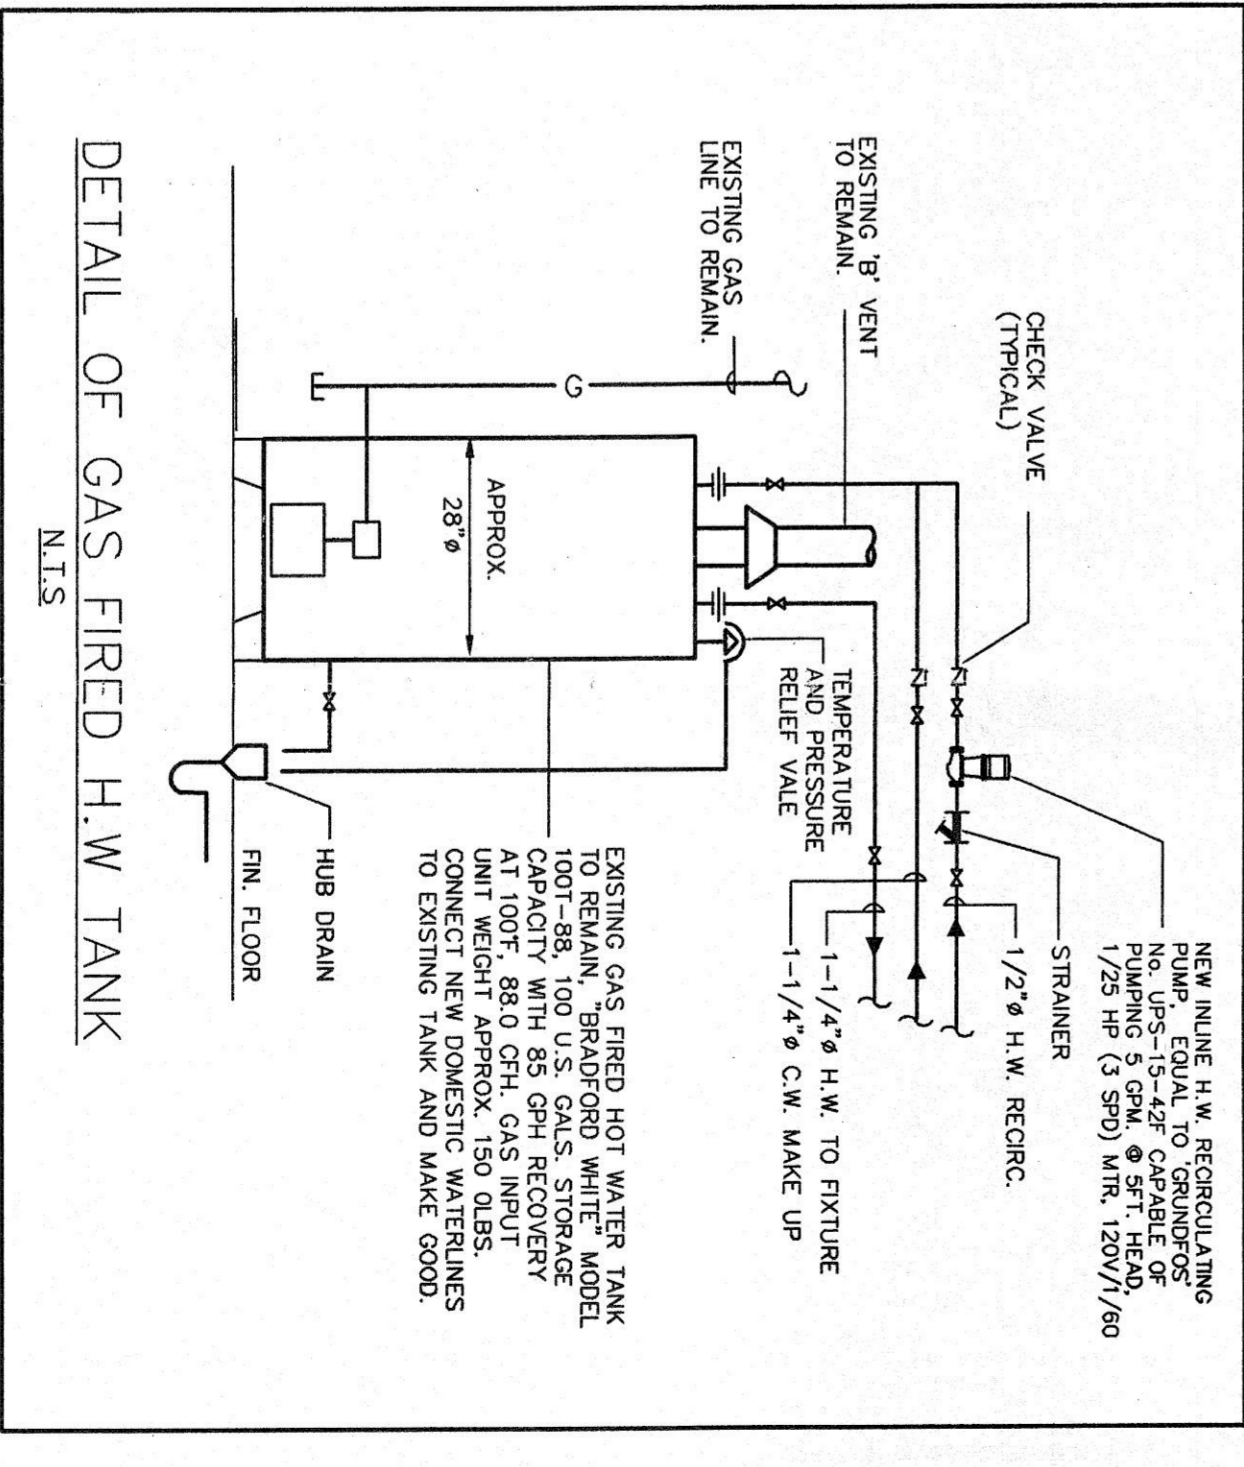 NEW INLINE H.W. RECIRCULATING
PUMP, EQUAL TO 'GRUNDFOS'
No. UPS-15-42F CAPABLE OF
PUMPING 5 GPM. @ 5FT. HEAD,
1/25 HP (3 SPD) MTR, 120V/1/60
STRAINER
1/2"ø H.W. RECIRC.
CHECK VALVE
(TYPICAL)
1-1/4"ø H.W. TO FIXTURE
1-1/4"ø C.W. MAKE UP
EXISTING 'B' VENT
TO REMAIN.
TEMPERATURE
AND PRESSURE
RELIEF VALE
EXISTING GAS
LINE TO REMAIN.
G
APPROX.
28"ø
EXISTING GAS FIRED HOT WATER TANK
TO REMAIN, "BRADFORD WHITE" MODEL
100T-88, 100 U.S. GALS. STORAGE
CAPACITY WITH 85 GPH RECOVERY
AT 100°F, 88.0 CFH. GAS INPUT
UNIT WEIGHT APPROX. 150 0LBS.
CONNECT NEW DOMESTIC WATERLINES
TO EXISTING TANK AND MAKE GOOD.
HUB DRAIN
FIN. FLOOR
DETAIL OF GAS FIRED H.W TANK
N.T.S